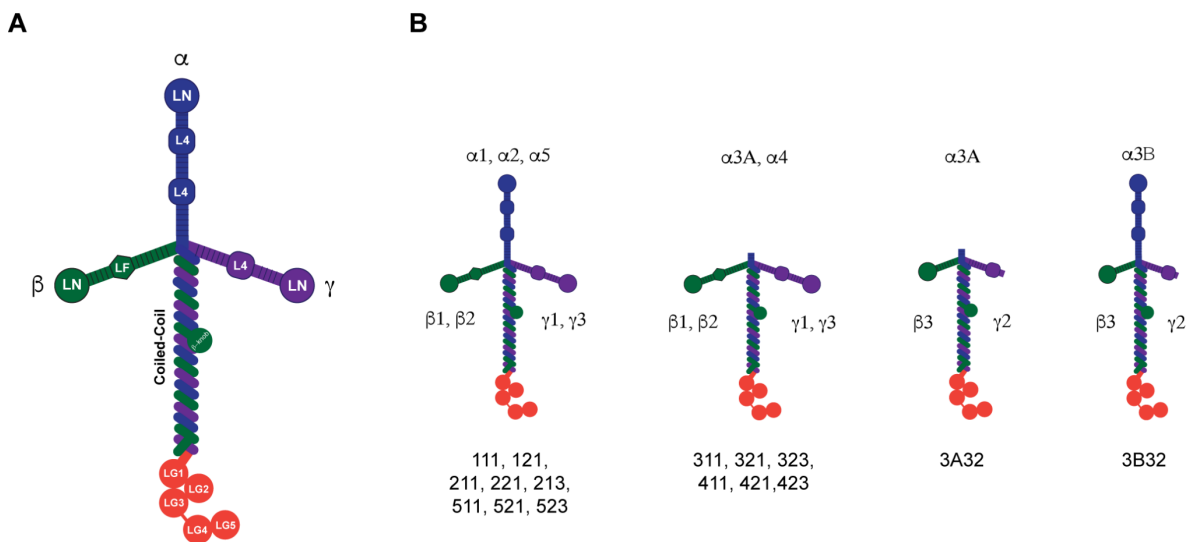 A
α
LN
L4
L4
β
LN
LF
L4
LN
γ
Coiled-Coil
β- knob
LG1
LG2
LG3
LG4
LG5
B
α1, α2, α5
β1, β2
γ1, γ3
111, 121,
211, 221, 213,
511, 521, 523
α3A, α4
β1, β2
γ1, γ3
311, 321, 323,
411, 421,423
α3A
β3
γ2
3A32
α3B
β3
γ2
3B32